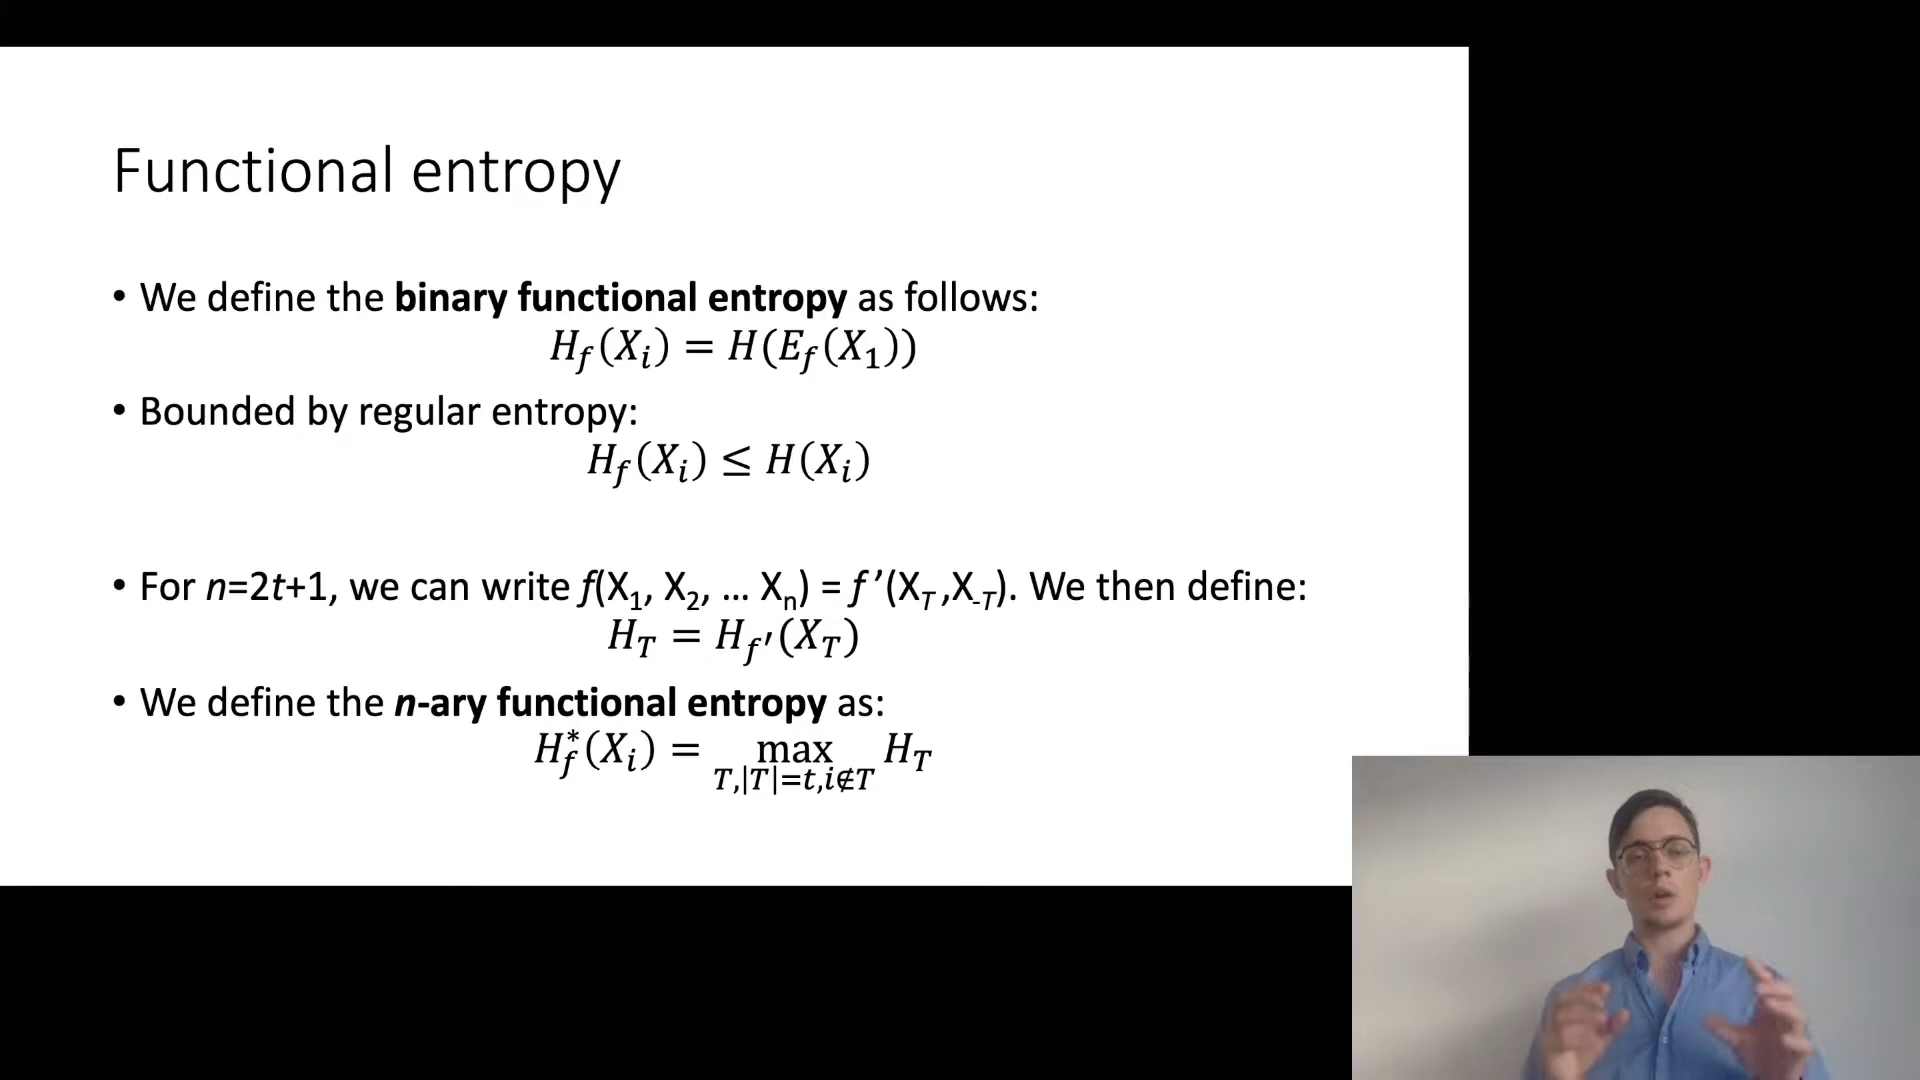 Functional entropy
• We define the binary functional entropy as follows:
H_f(X_i) = H(E_f(X_1))
• Bounded by regular entropy:
H_f(X_i) ≤ H(X_i)
• For n=2t+1, we can write f(X_1, X_2, … X_n) = f′(X_T,X_-T). We then define:
H_T = H_f′(X_T)
• We define the n-ary functional entropy as:
H*_f(X_i) = max H_T
T,|T|=t,i∉T